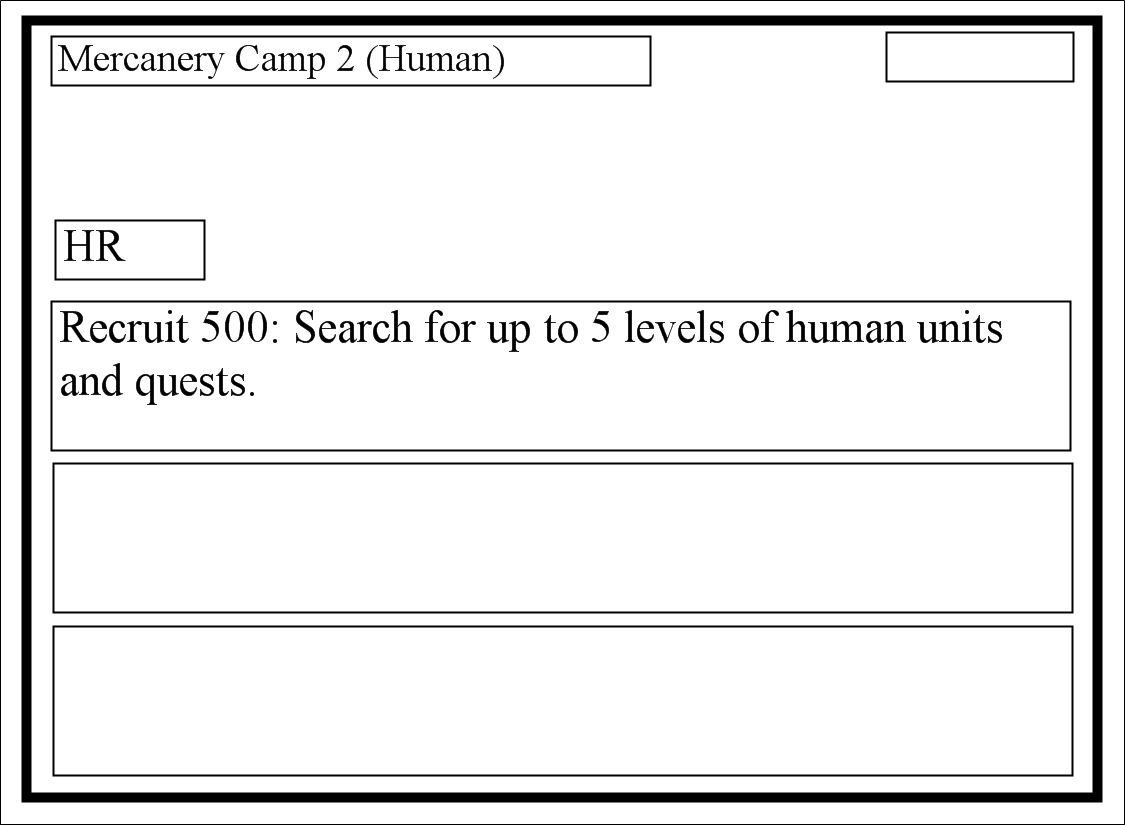 Mercanery Camp 2 (Human)
HR
Recruit 500: Search for up to 5 levels of human units
and quests.